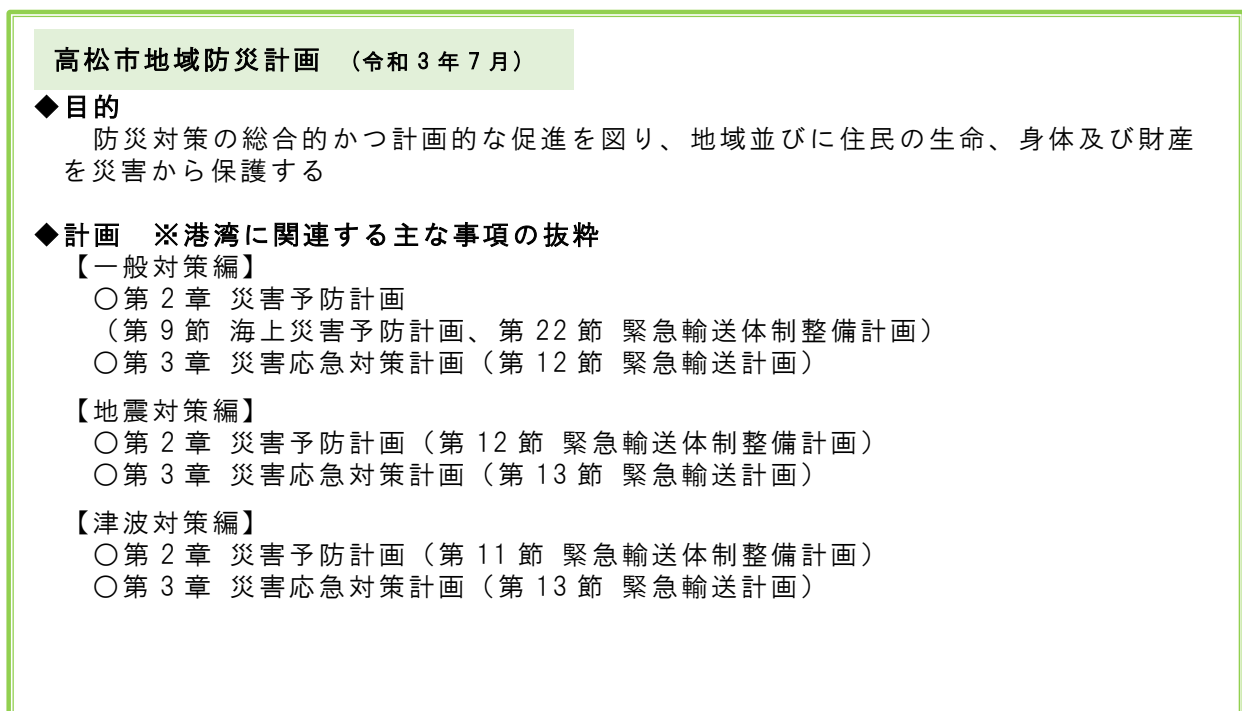 高松市地域防災計画 (令和3年7月)
◆目的
防災対策の総合的かつ計画的な促進を図り、地域並びに住民の生命、身体及び財産
を災害から保護する
◆計画 ※港湾に関連する主な事項の抜粋
【一般対策編】
○第2章 災害予防計画
（第9節 海上災害予防計画、第22節 緊急輸送体制整備計画）
○第3章 災害応急対策計画（第12節 緊急輸送計画）
【地震対策編】
○第2章 災害予防計画（第12節 緊急輸送体制整備計画）
○第3章 災害応急対策計画（第13節 緊急輸送計画）
【津波対策編】
○第2章 災害予防計画（第11節 緊急輸送体制整備計画）
○第3章 災害応急対策計画（第13節 緊急輸送計画）